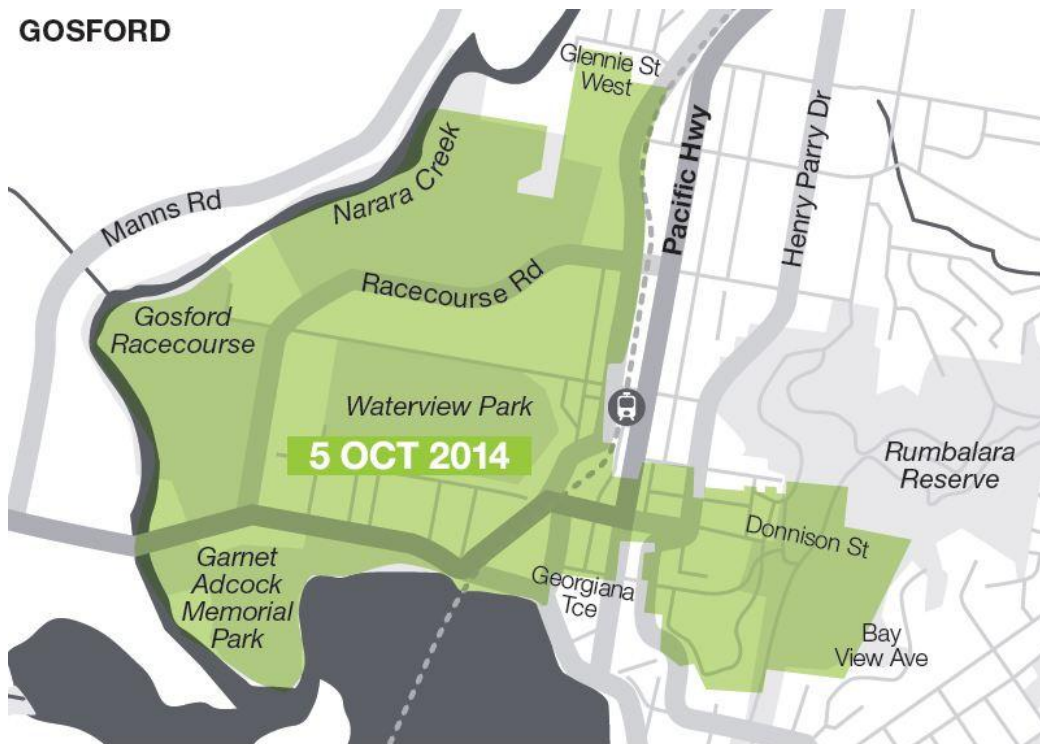 GOSFORD
Glennie St
West
Narara Creek
Manns Rd
Pacific Hwy
Henry Parry Dr
Racecourse Rd
Gosford
Racecourse
Waterview Park
5 OCT 2014
Rumbalara
Reserve
Donnison St
Garnet
Adcock
Memorial
Park
Georgiana
Tce
Bay
View Ave